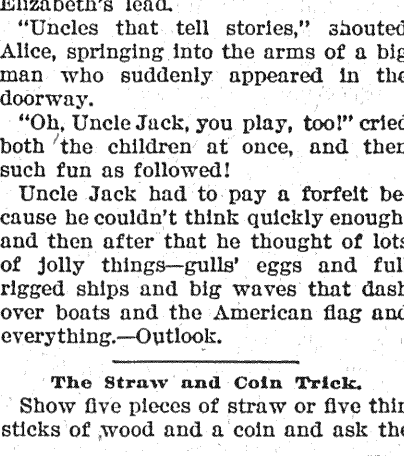 Elizabeth's lead.
"Uncles that tell stories," shouted
Alice, springing into the arms of a big
man who suddenly appeared in the
doorway.
"Oh, Uncle Jack, you play, too!" cried
both the children at once, and then
such fun as followed!
Uncle Jack had to pay a forfeit be
cause he couldn't think quickly enough
and then after that he thought of lots
of jolly things—gulls' eggs and full
rigged ships and big waves that dash
over boats and the American flag and
everything.—Outlook.
The Straw and Coin Trick.
Show five pieces of straw or five thin
sticks of wood and a coin and ask the